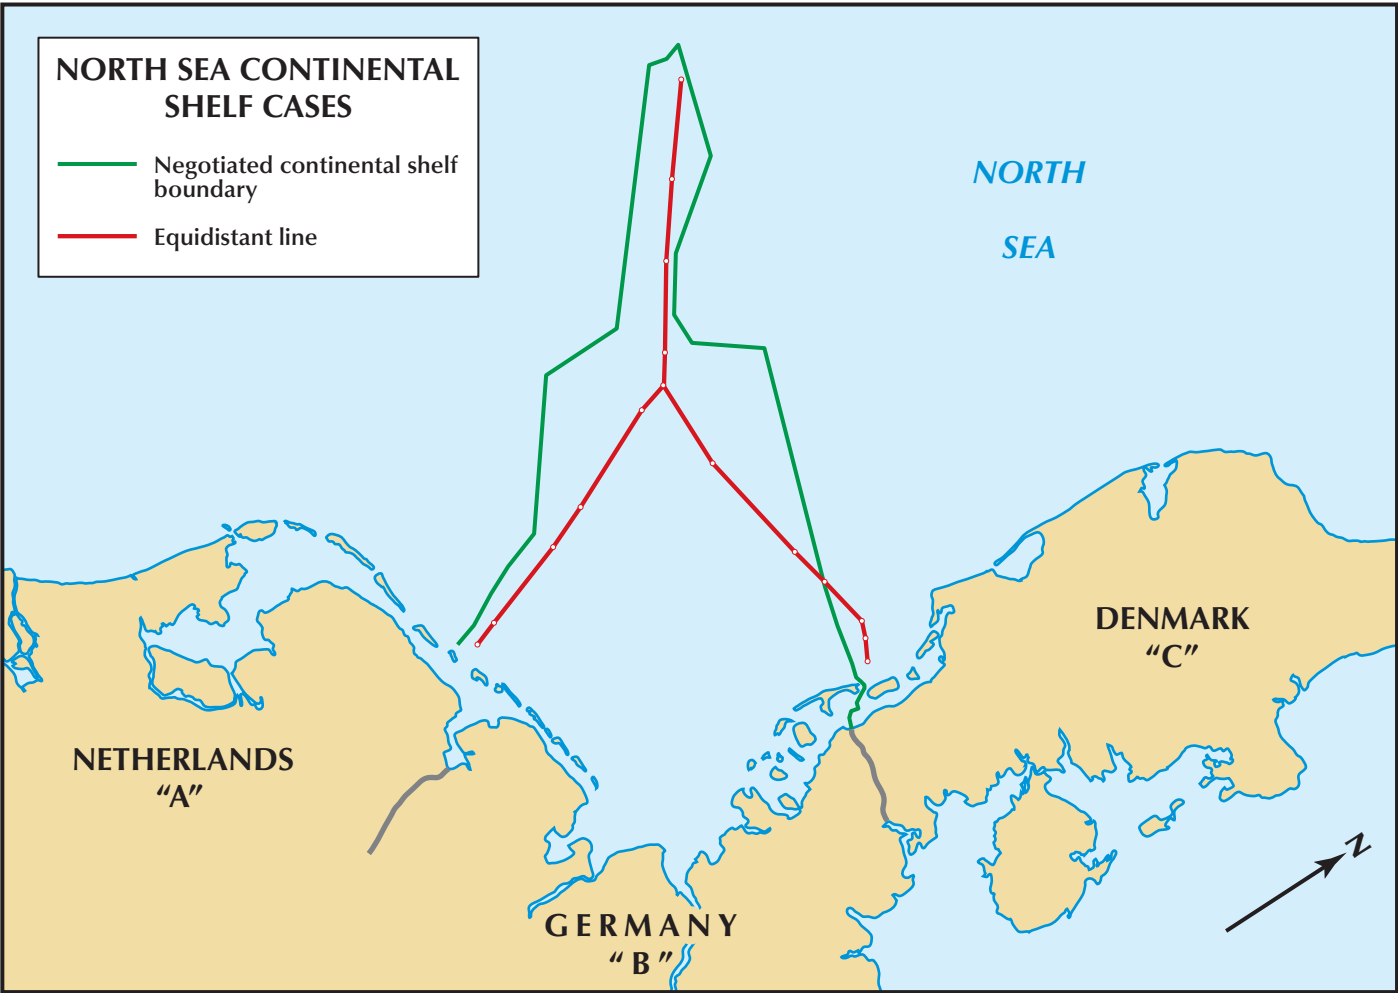 NORTH SEA CONTINENTAL
SHELF CASES
Negotiated continental shelf
boundary
Equidistant line
NORTH
SEA
DENMARK
“C”
NETHERLANDS
“A”
GERMANY
“B”
N